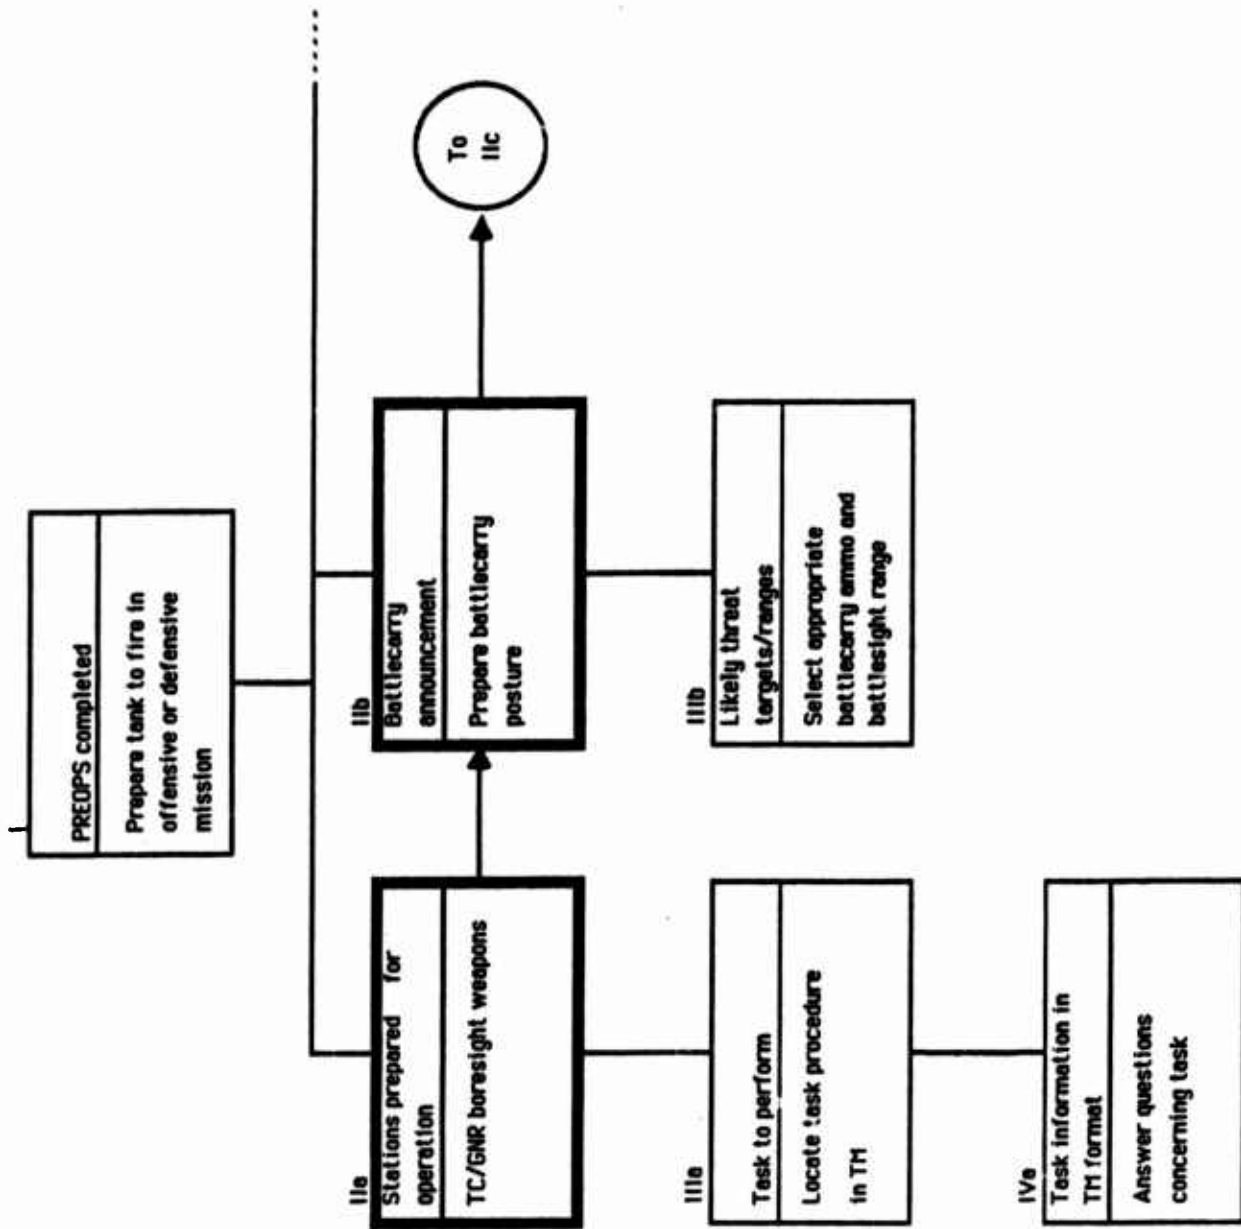 PREOPS completed
Prepare tank to fire in
offensive or defensive
mission
IIa
Stations prepared for
operation
TC/GNR boresight weapons
IIb
Battlecarry
announcement
Prepare battlecarry
posture
To
IIc
IIIa
Task to perform
Locate task procedure
in TM
IIIb
Likely threat
targets/ranges
Select appropriate
battlecarry ammo and
battlesight range
IVa
Task information in
TM format
Answer questions
concerning task